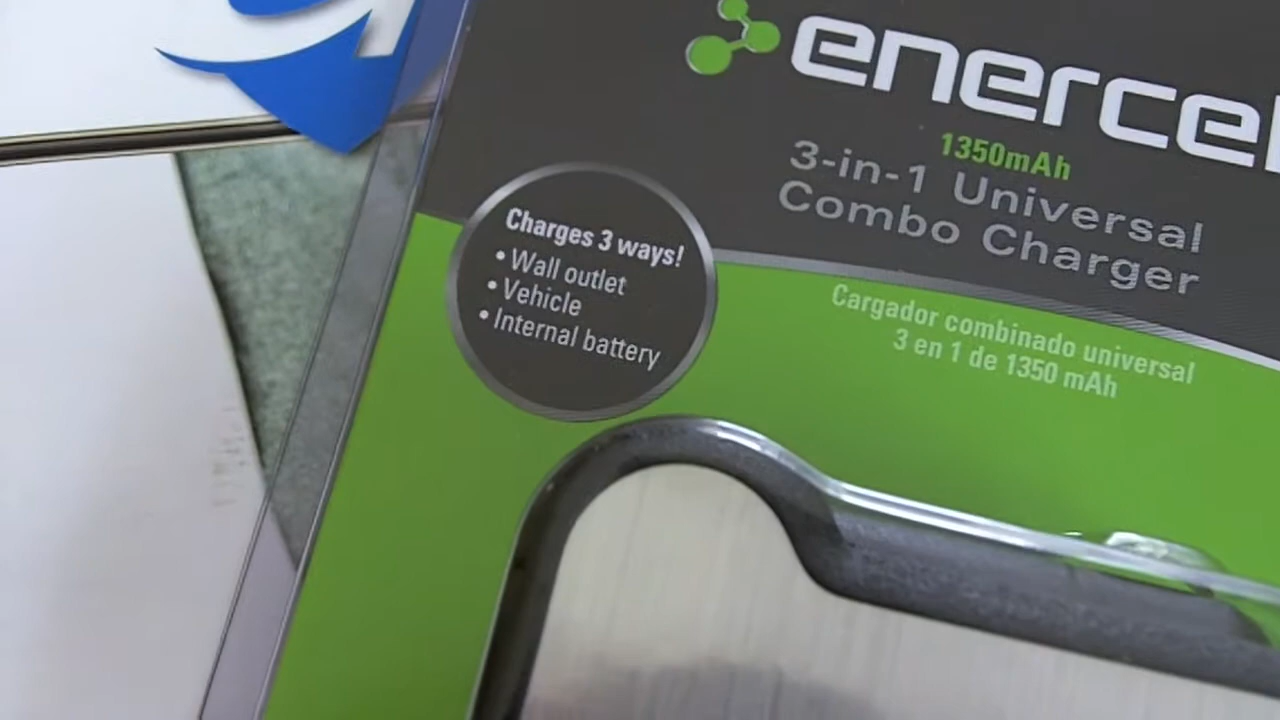 enercel
1350mAh
3-in-1 Universal
Combo Charger
Charges 3 ways!
• Wall outlet
• Vehicle
• Internal battery
Cargador combinado universal
3 en 1 de 1350 mAh